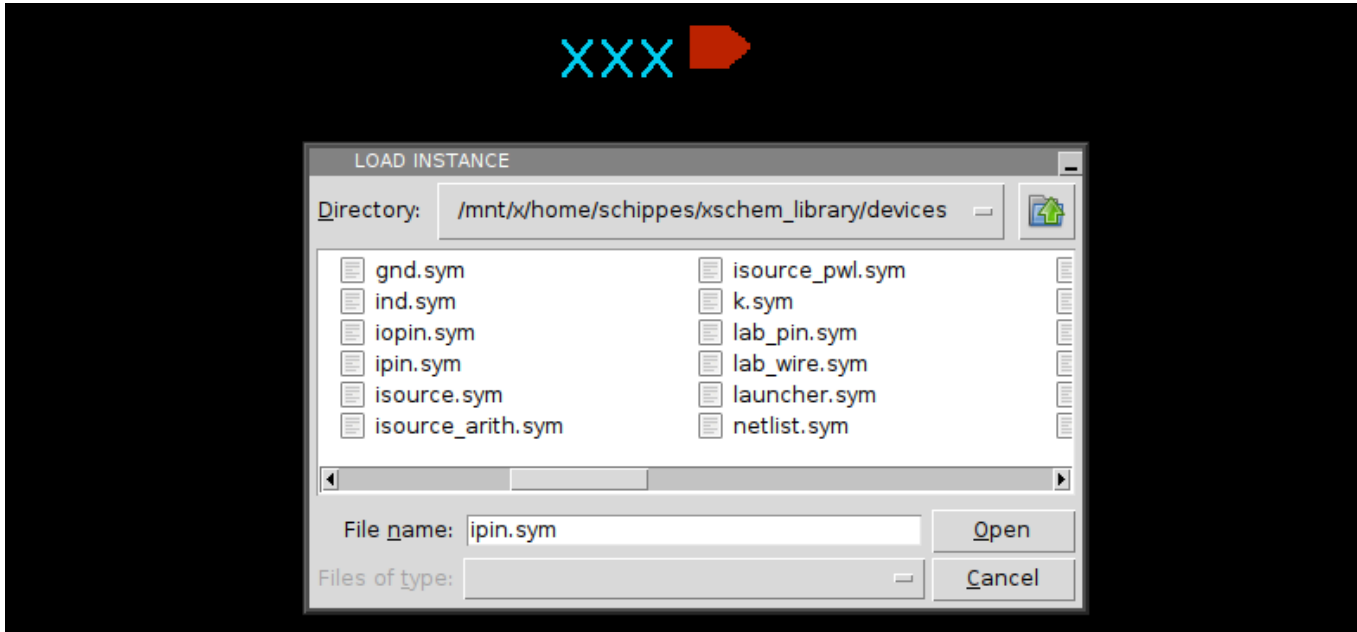 xxx
LOAD INSTANCE
Directory: /mnt/x/home/schippes/xschem_library/devices
gnd.sym
ind.sym
iopin.sym
ipin.sym
isource.sym
isource_arith.sym
isource_pwl.sym
k.sym
lab_pin.sym
lab_wire.sym
launcher.sym
netlist.sym
File name: ipin.sym Open
Files of type: Cancel